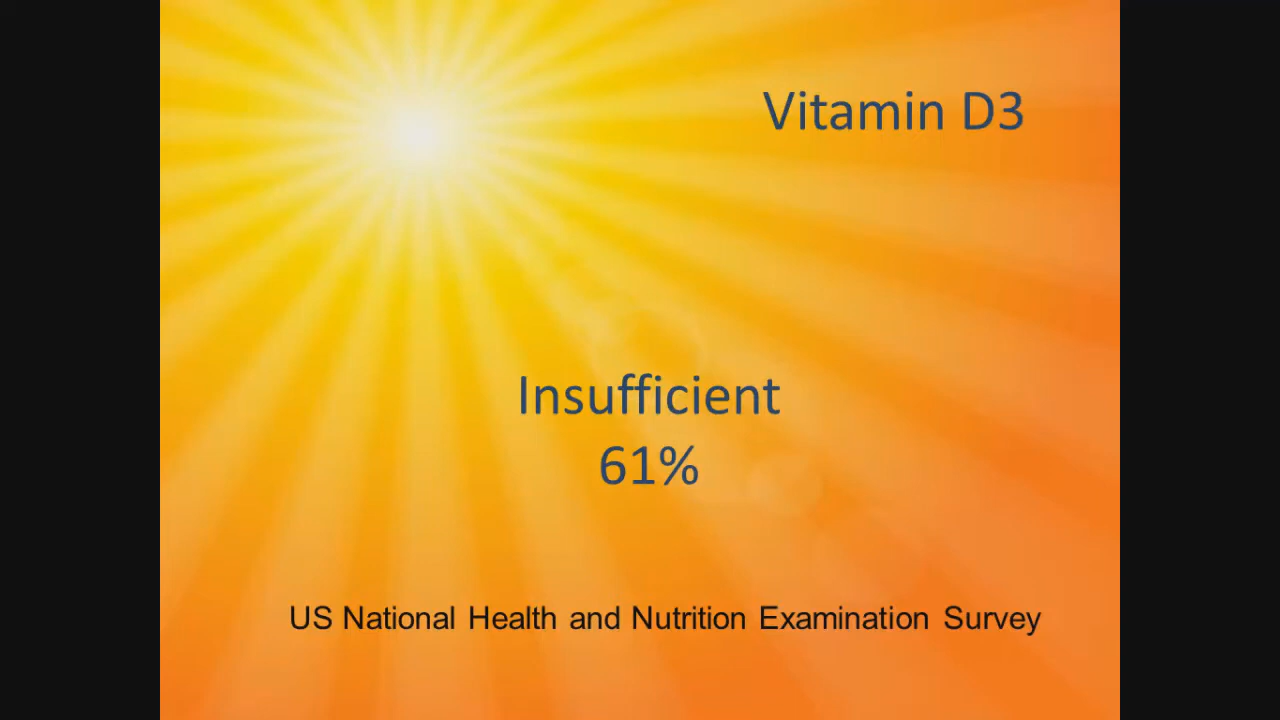 Vitamin D3
Insufficient
61%
US National Health and Nutrition Examination Survey